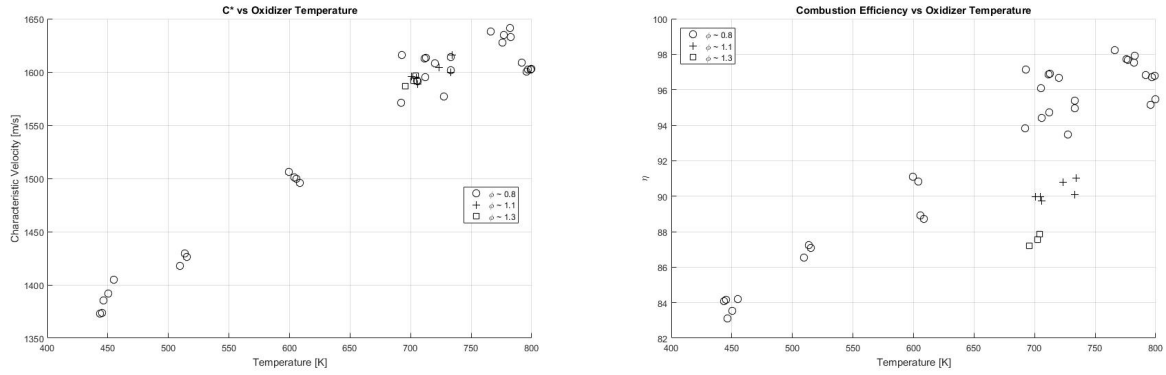 C* vs Oxidizer Temperature
Characteristic Velocity [m/s]
1650
1600
1550
1500
1450
1400
1350
ϕ ~ 0.8
ϕ ~ 1.1
ϕ ~ 1.3
400 450 500 550 600 650 700 750 800
Temperature [K]
Combustion Efficiency vs Oxidizer Temperature
η
100
98
96
94
92
90
88
86
84
82
ϕ ~ 0.8
ϕ ~ 1.1
ϕ ~ 1.3
400 450 500 550 600 650 700 750 800
Temperature [K]